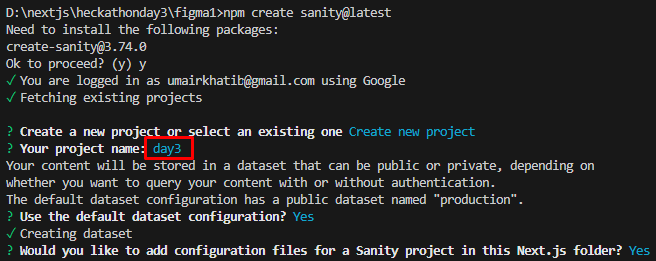 D:\nextjs\heckathonday3\figma1>npm create sanity@latest
Need to install the following packages:
create-sanity@3.74.0
Ok to proceed? (y) y
✓ You are logged in as umairkhatib@gmail.com using Google
✓ Fetching existing projects
? Create a new project or select an existing one Create new project
? Your project name: day3
Your content will be stored in a dataset that can be public or private, depending on
whether you want to query your content with or without authentication.
The default dataset configuration has a public dataset named "production".
? Use the default dataset configuration? Yes
✓ Creating dataset
? Would you like to add configuration files for a Sanity project in this Next.js folder? Yes